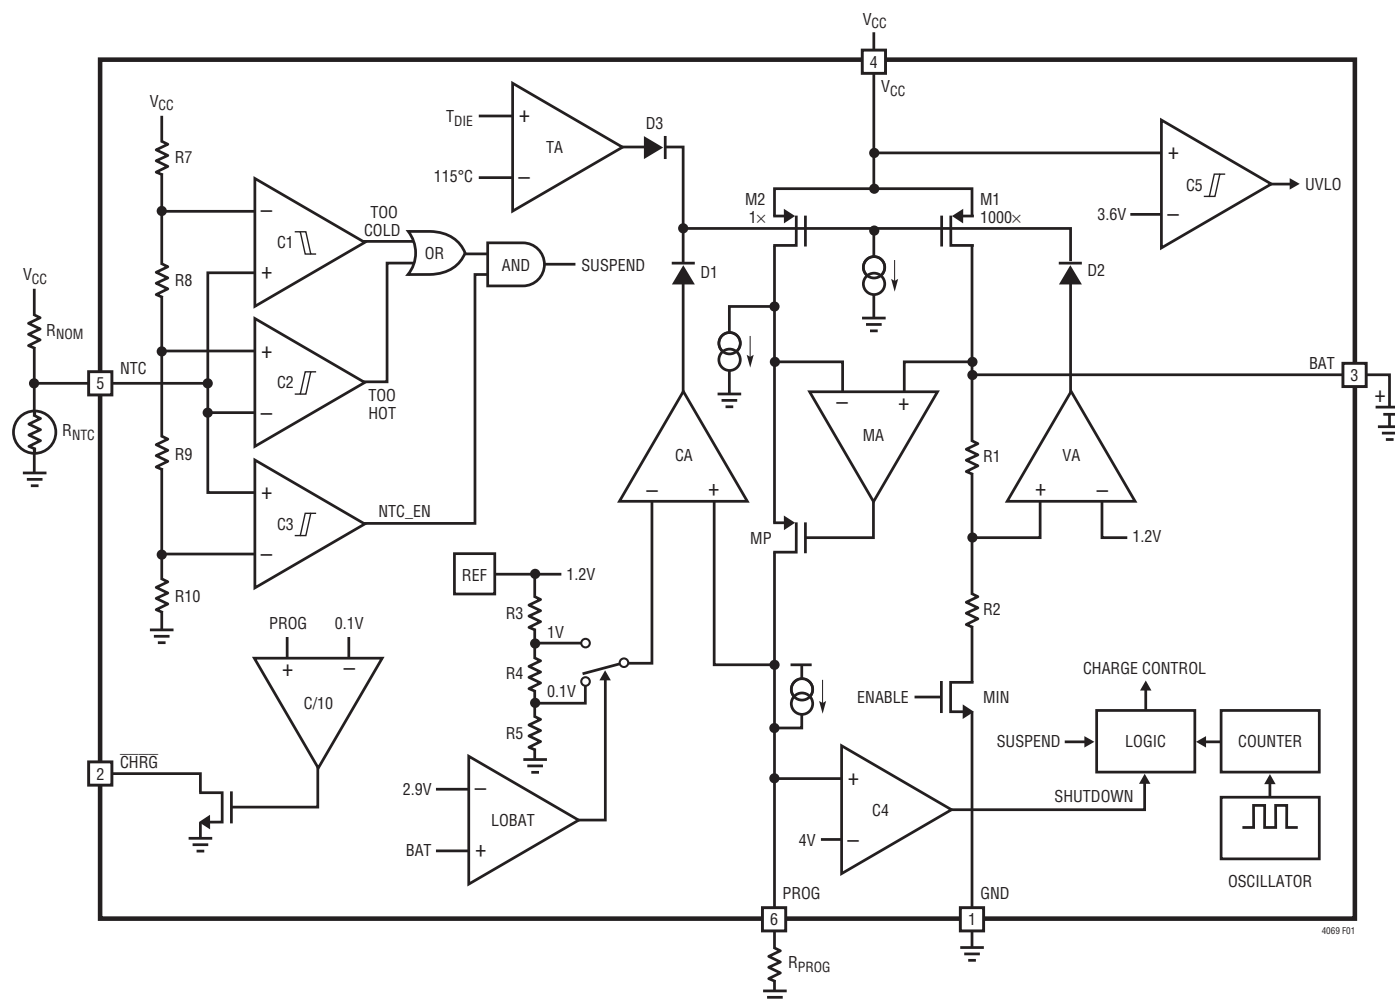 VCC
4
VCC
VCC
R7
TDIE
+
TA
D3
115°C
−
M2
1×
M1
1000×
+
C5
UVLO
3.6V
−
−
C1
+
TOO
COLD
OR
AND
SUSPEND
R8
VCC
RNOM
D1
D2
NTC
5
+
C2
−
TOO
HOT
BAT
3
+
RNTC
R9
−
+
MA
CA
−
+
R1
VA
+
−
1.2V
+
C3
−
NTC_EN
MP
REF
1.2V
R10
R3
1V
R4
0.1V
R5
R2
PROG
0.1V
+
−
C/10
ENABLE
MIN
CHARGE CONTROL
SUSPEND
LOGIC
COUNTER
2
CHRG
2.9V
−
LOBAT
BAT
+
+
C4
4V
−
SHUTDOWN
OSCILLATOR
PROG
6
GND
1
RPROG
4069 F01